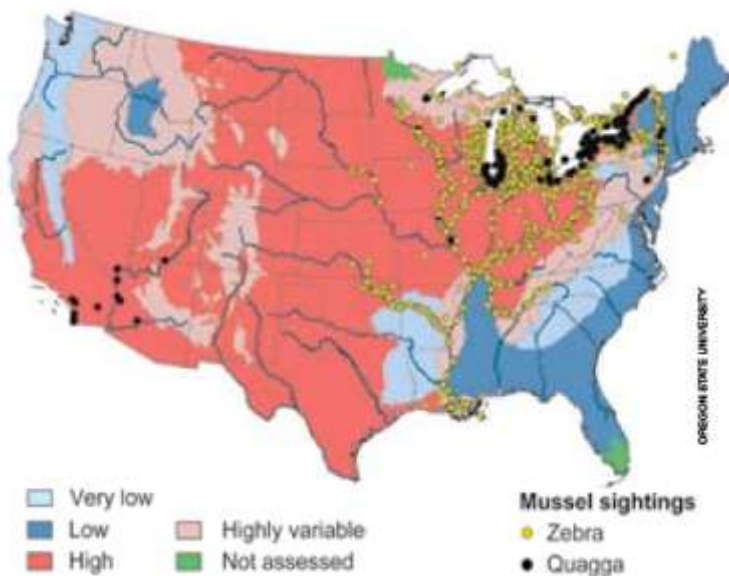 OREGON STATE UNIVERSITY
Very low
Low
High
Highly variable
Not assessed
Mussel sightings
Zebra
Quagga